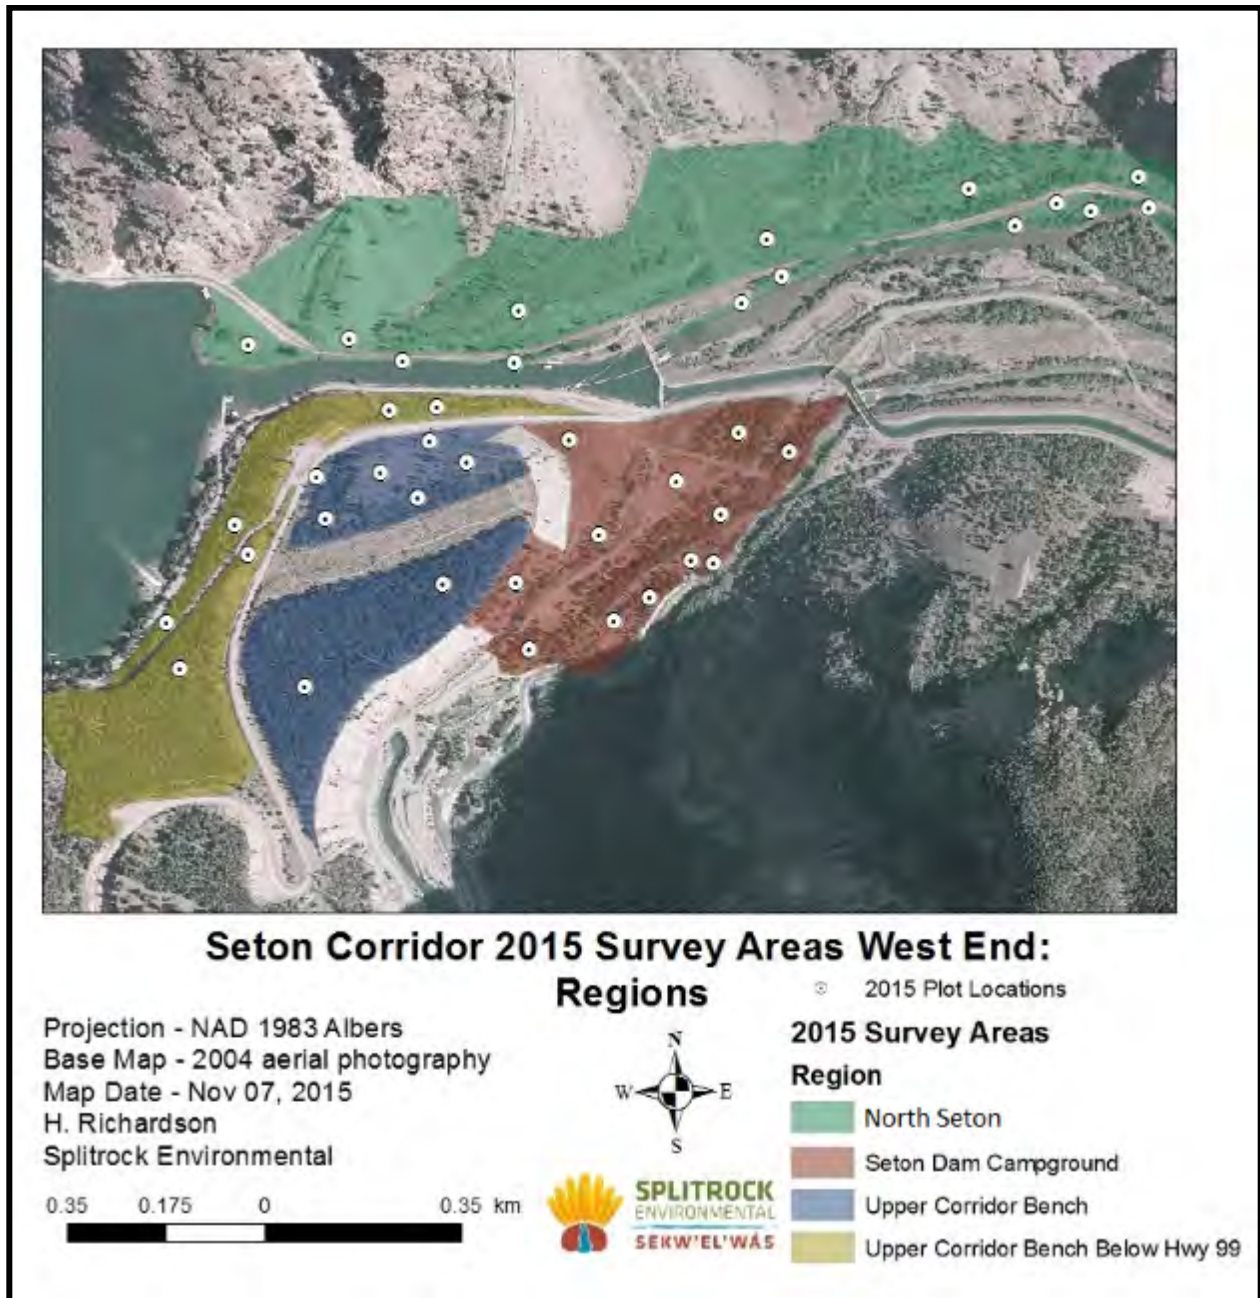 Seton Corridor 2015 Survey Areas West End:
Regions
2015 Plot Locations
Projection - NAD 1983 Albers
Base Map - 2004 aerial photography
Map Date - Nov 07, 2015
H. Richardson
Splitrock Environmental
0.35 0.175 0 0.35 km
N
W E
S
SPLITROCK
ENVIRONMENTAL
SEKW'EL'WÁS
2015 Survey Areas
Region
North Seton
Seton Dam Campground
Upper Corridor Bench
Upper Corridor Bench Below Hwy 99